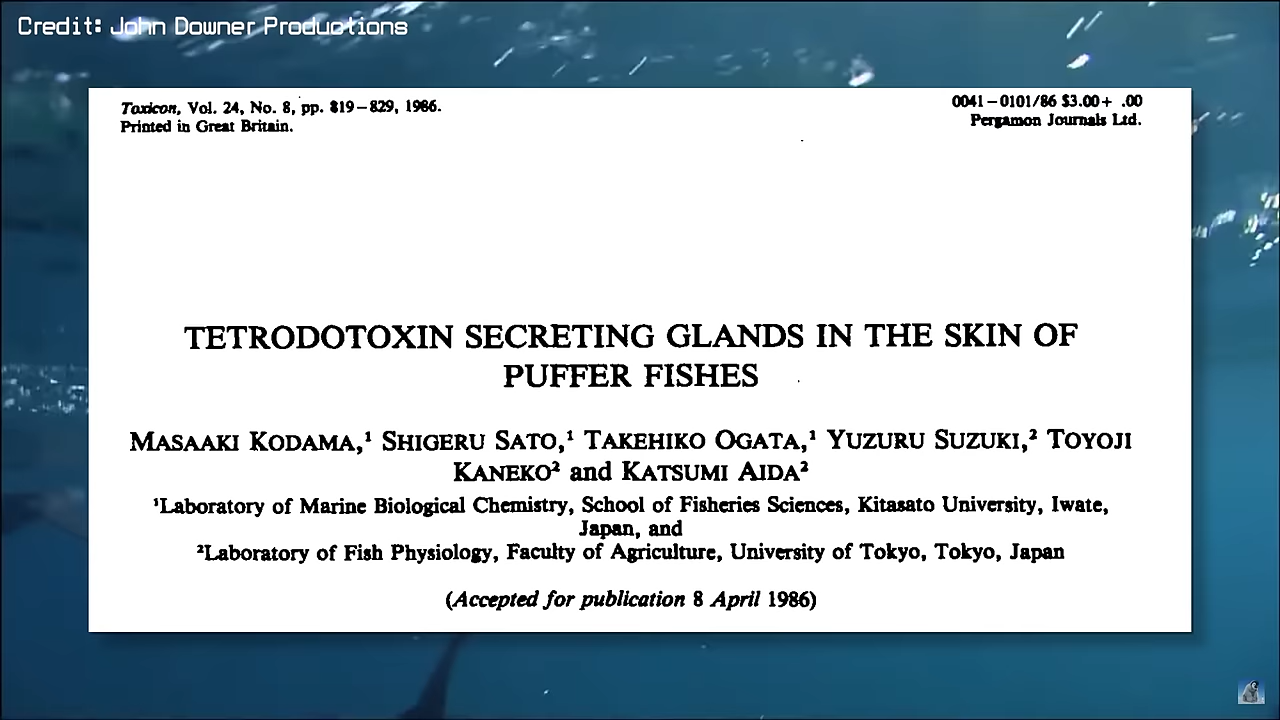 Credit: John Downer Productions
Toxicon, Vol. 24, No. 8, pp. 819–829, 1986.
Printed in Great Britain.
0041–0101/86 $3.00+ .00
Pergamon Journals Ltd.
TETRODOTOXIN SECRETING GLANDS IN THE SKIN OF
PUFFER FISHES
MASAAKI KODAMA,¹ SHIGERU SATO,¹ TAKEHIKO OGATA,¹ YUZURU SUZUKI,² TOYOJI
KANEKO² and KATSUMI AIDA²
¹Laboratory of Marine Biological Chemistry, School of Fisheries Sciences, Kitasato University, Iwate,
Japan, and
²Laboratory of Fish Physiology, Faculty of Agriculture, University of Tokyo, Tokyo, Japan
(Accepted for publication 8 April 1986)